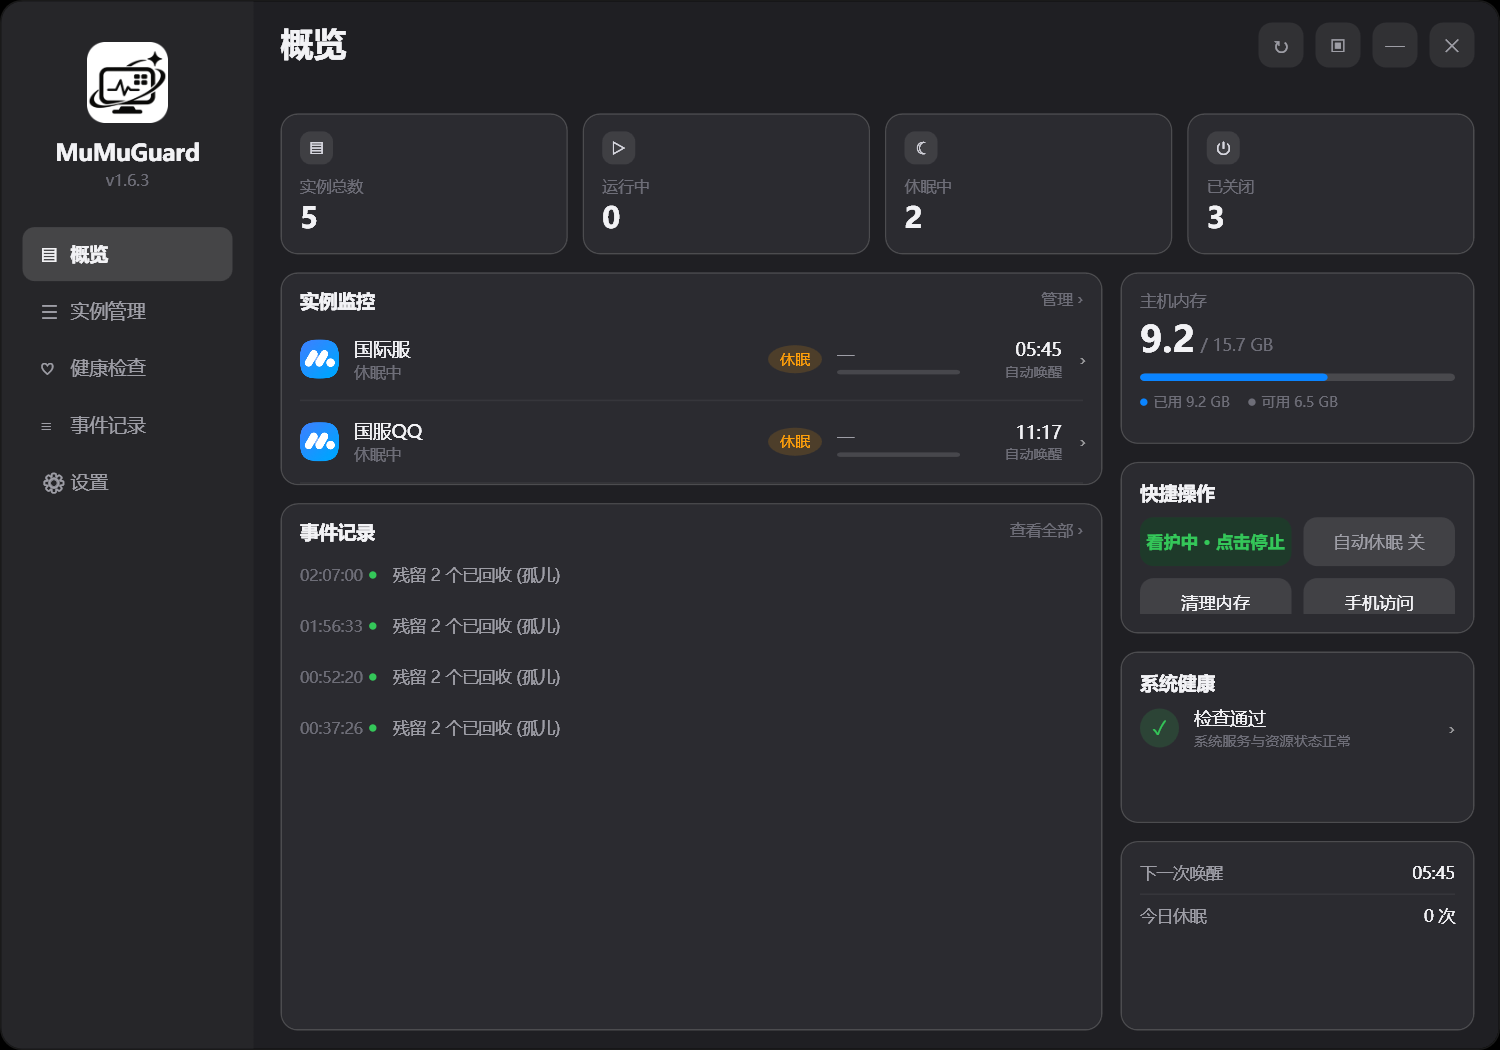 MuMuGuard
v1.6.3
概览
实例管理
健康检查
事件记录
设置
概览
实例总数
5
运行中
0
休眠中
2
已关闭
3
实例监控
管理 ›
国际服
休眠中
休眠
—
05:45
自动唤醒
国服QQ
休眠中
休眠
—
11:17
自动唤醒
事件记录
查看全部 ›
02:07:00 残留 2 个已回收 (孤儿)
01:56:33 残留 2 个已回收 (孤儿)
00:52:20 残留 2 个已回收 (孤儿)
00:37:26 残留 2 个已回收 (孤儿)
主机内存
9.2 / 15.7 GB
已用 9.2 GB 可用 6.5 GB
快捷操作
看护中・点击停止
自动休眠 关
清理内存
手机访问
系统健康
检查通过
系统服务与资源状态正常
下一次唤醒 05:45
今日休眠 0 次